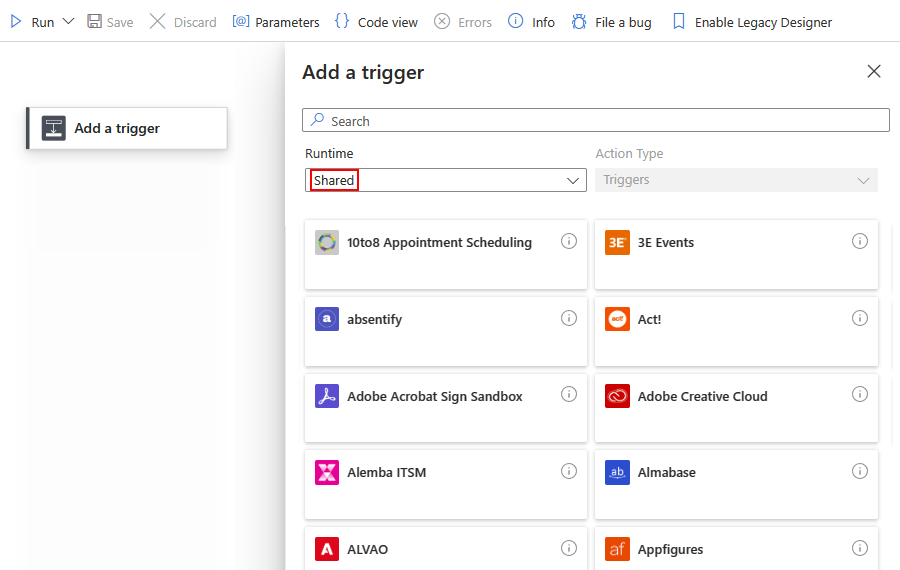 Run Save Discard Parameters Code view Errors Info File a bug Enable Legacy Designer
Add a trigger
Add a trigger
Search
Runtime Action Type
Shared Triggers
10to8 Appointment Scheduling 3E Events
absentify Act!
Adobe Acrobat Sign Sandbox Adobe Creative Cloud
Alemba ITSM Almabase
ALVAO Appfigures